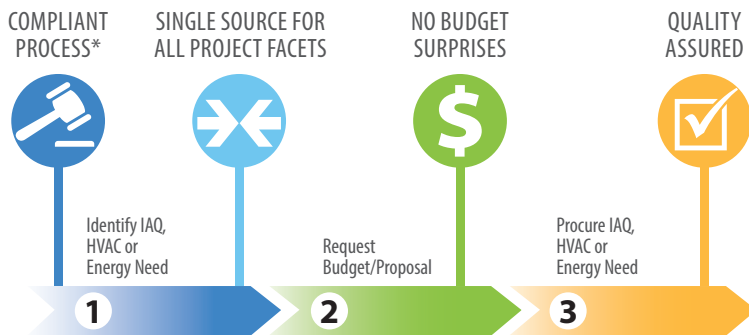 COMPLIANT
PROCESS*
SINGLE SOURCE FOR
ALL PROJECT FACETS
NO BUDGET
SURPRISES
QUALITY
ASSURED
$
Identify IAQ,
HVAC or
Energy Need
Request
Budget/Proposal
Procure IAQ,
HVAC or
Energy Need
1
2
3